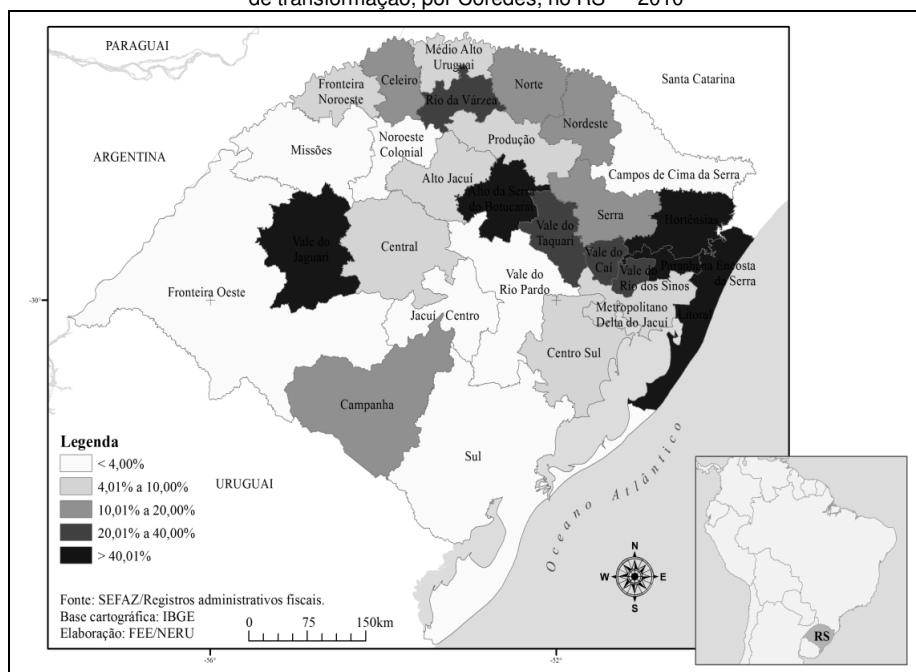 de transformação, por Coredes, no RS — 2010
PARAGUAI
Médio Alto
Uruguai
Santa Catarina
Celeiro
Norte
Fronteira
Noroeste
Rio da Várzea
Nordeste
Noroeste
Colonial
Produção
Missões
ARGENTINA
Campos de Cima da Serra
Alto Jacuí
Alho da Serra
do Botucaraí
Serra
Hortênsias
Vale do
Taquari
Vale do
Jaguari
Central
Vale do
Caí
Vale do
Rio dos Sinos
Paranhana Encosta
da Serra
Vale do
Rio Pardo
Fronteira Oeste
-30°
Metropolitano
Delta do Jacuí
Litoral
Jacuí Centro
Centro Sul
Campanha
Sul
Oceano Atlântico
URUGUAI
Legenda
< 4,00%
4,01% a 10,00%
10,01% a 20,00%
20,01% a 40,00%
> 40,01%
Fonte: SEFAZ/Registros administrativos fiscais.
Base cartográfica: IBGE
Elaboração: FEE/NERU
0 75 150km
N
W E
S
RS
-56°
-52°